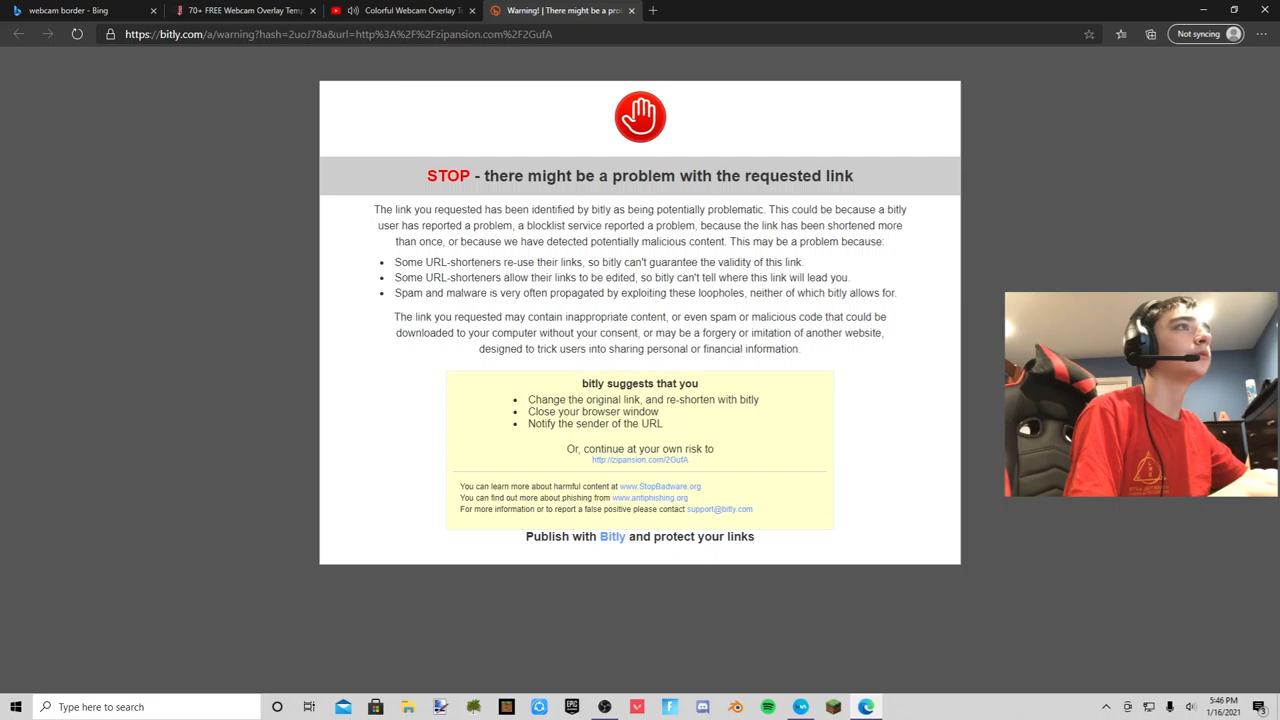 webcam border - Bing
70+ FREE Webcam Overlay Temp
Colorful Webcam Overlay T
Warning! | There might be a prob
https://bitly.com/a/warning?hash=2uoJ78a&url=http%3A%2F%2Fzipansion.com%2F2GufA
Not syncing
STOP - there might be a problem with the requested link
The link you requested has been identified by bitly as being potentially problematic. This could be because a bitly
user has reported a problem, a blocklist service reported a problem, because the link has been shortened more
than once, or because we have detected potentially malicious content. This may be a problem because:
• Some URL-shorteners re-use their links, so bitly can't guarantee the validity of this link.
• Some URL-shorteners allow their links to be edited, so bitly can't tell where this link will lead you.
• Spam and malware is very often propagated by exploiting these loopholes, neither of which bitly allows for.
The link you requested may contain inappropriate content, or even spam or malicious code that could be
downloaded to your computer without your consent, or may be a forgery or imitation of another website,
designed to trick users into sharing personal or financial information.
bitly suggests that you
• Change the original link, and re-shorten with bitly
• Close your browser window
• Notify the sender of the URL
Or, continue at your own risk to
http://zipansion.com/2GufA
You can learn more about harmful content at www.StopBadware.org
You can find out more about phishing from www.antiphishing.org
For more information or to report a false positive please contact support@bitly.com
Publish with Bitly and protect your links
Type here to search
EPIC
5:46 PM
1/16/2021
3